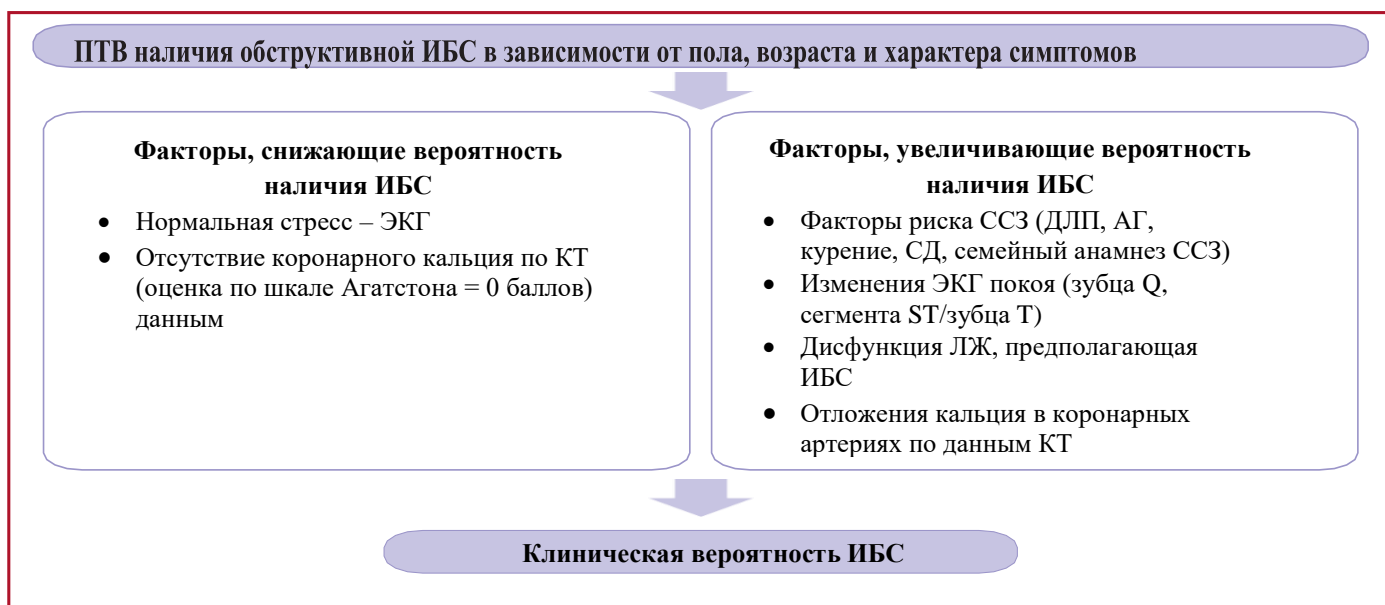 ПТВ наличия обструктивной ИБС в зависимости от пола, возраста и характера симптомов
Факторы, снижающие вероятность
наличия ИБС
• Нормальная стресс – ЭКГ
• Отсутствие коронарного кальция по КТ
(оценка по шкале Агатстона = 0 баллов)
данным
Факторы, увеличивающие вероятность
наличия ИБС
• Факторы риска ССЗ (ДЛП, АГ,
курение, СД, семейный анамнез ССЗ)
• Изменения ЭКГ покоя (зубца Q,
сегмента ST/зубца T)
• Дисфункция ЛЖ, предполагающая
ИБС
• Отложения кальция в коронарных
артериях по данным КТ
Клиническая вероятность ИБС